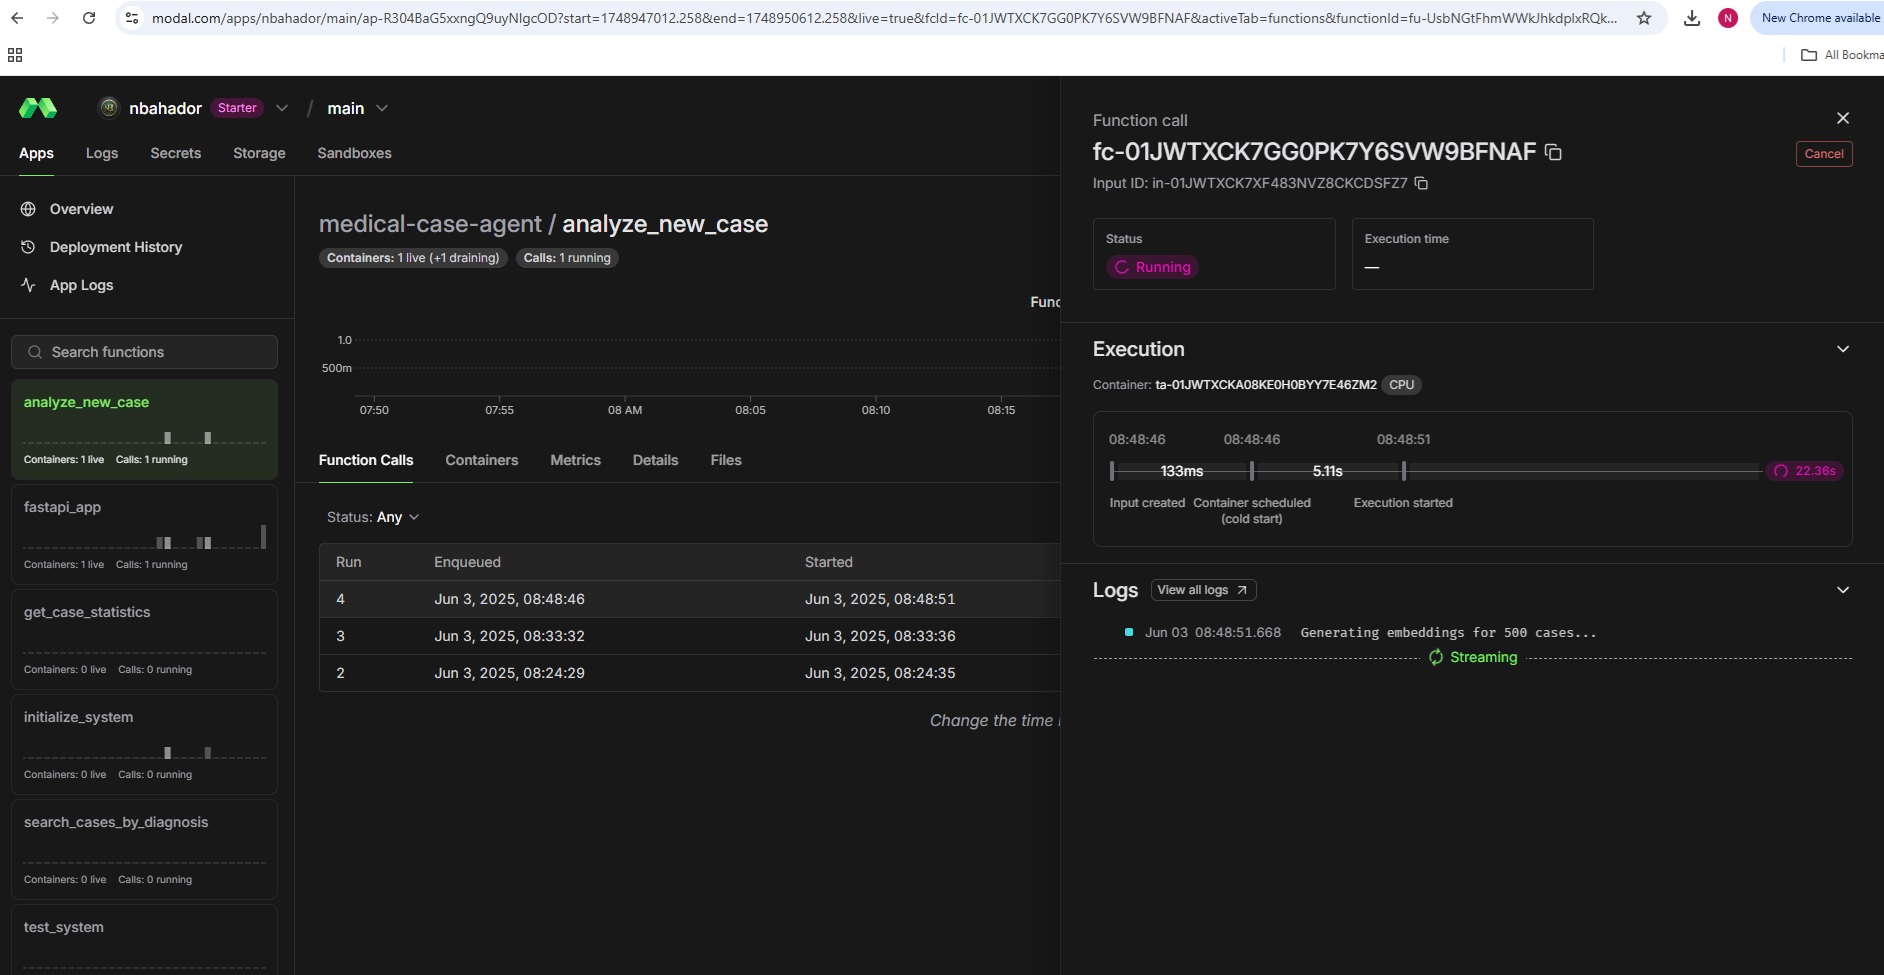 modal.com/apps/nbahador/main/ap-R304BaG5xxngQ9uyNIgcOD?start=1748947012.258&end=1748950612.258&live=true&fcId=fc-01JWTXCK7GG0PK7Y6SVW9BFNAF&activeTab=functions&functionId=fu-UsbNGtFhmWWkJhkdplxRQk...
N
New Chrome available
All Bookma
nbahador Starter / main
Apps Logs Secrets Storage Sandboxes
Overview
Deployment History
App Logs
Search functions
analyze_new_case
Containers: 1 live Calls: 1 running
fastapi_app
Containers: 1 live Calls: 1 running
get_case_statistics
Containers: 0 live Calls: 0 running
initialize_system
Containers: 0 live Calls: 0 running
search_cases_by_diagnosis
Containers: 0 live Calls: 0 running
test_system
medical-case-agent / analyze_new_case
Containers: 1 live (+1 draining) Calls: 1 running
Func
1.0
500m
07:50 07:55 08 AM 08:05 08:10 08:15
Function Calls Containers Metrics Details Files
Status: Any
Run Enqueued Started
4 Jun 3, 2025, 08:48:46 Jun 3, 2025, 08:48:51
3 Jun 3, 2025, 08:33:32 Jun 3, 2025, 08:33:36
2 Jun 3, 2025, 08:24:29 Jun 3, 2025, 08:24:35
Change the time
Function call
fc-01JWTXCK7GG0PK7Y6SVW9BFNAF
Cancel
Input ID: in-01JWTXCK7XF483NVZ8CKCDSFZ7
Status
Running
Execution time
—
Execution
Container: ta-01JWTXCKA08KE0H0BYY7E46ZM2 CPU
08:48:46 08:48:46 08:48:51
133ms 5.11s 22.36s
Input created Container scheduled Execution started
(cold start)
Logs View all logs
Jun 03 08:48:51.668 Generating embeddings for 500 cases...
Streaming